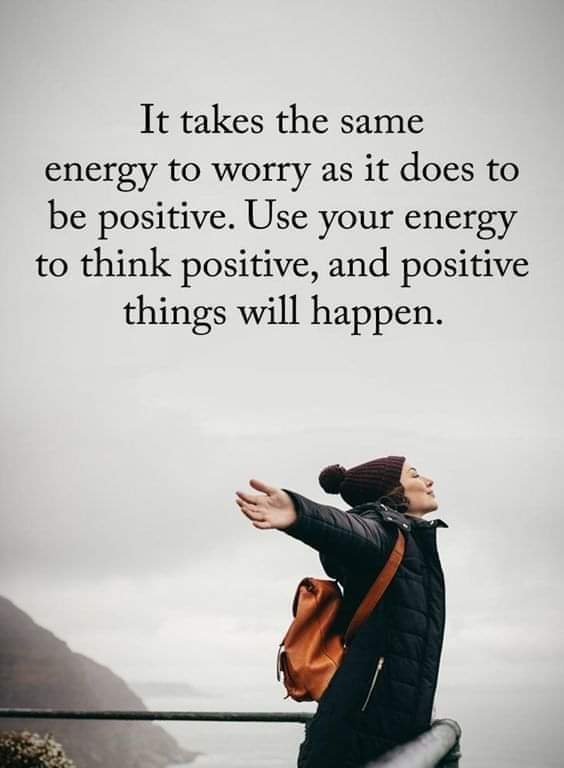 It takes the same
energy to worry as it does to
be positive. Use your energy
to think positive, and positive
things will happen.